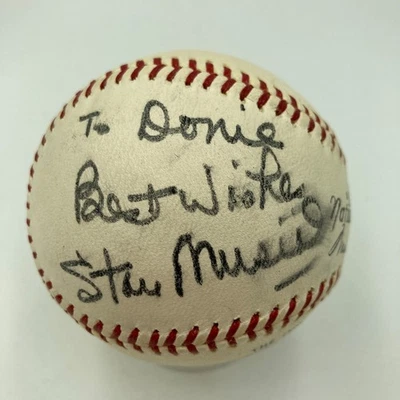 To Donie
Best Wishes
Stan Musial